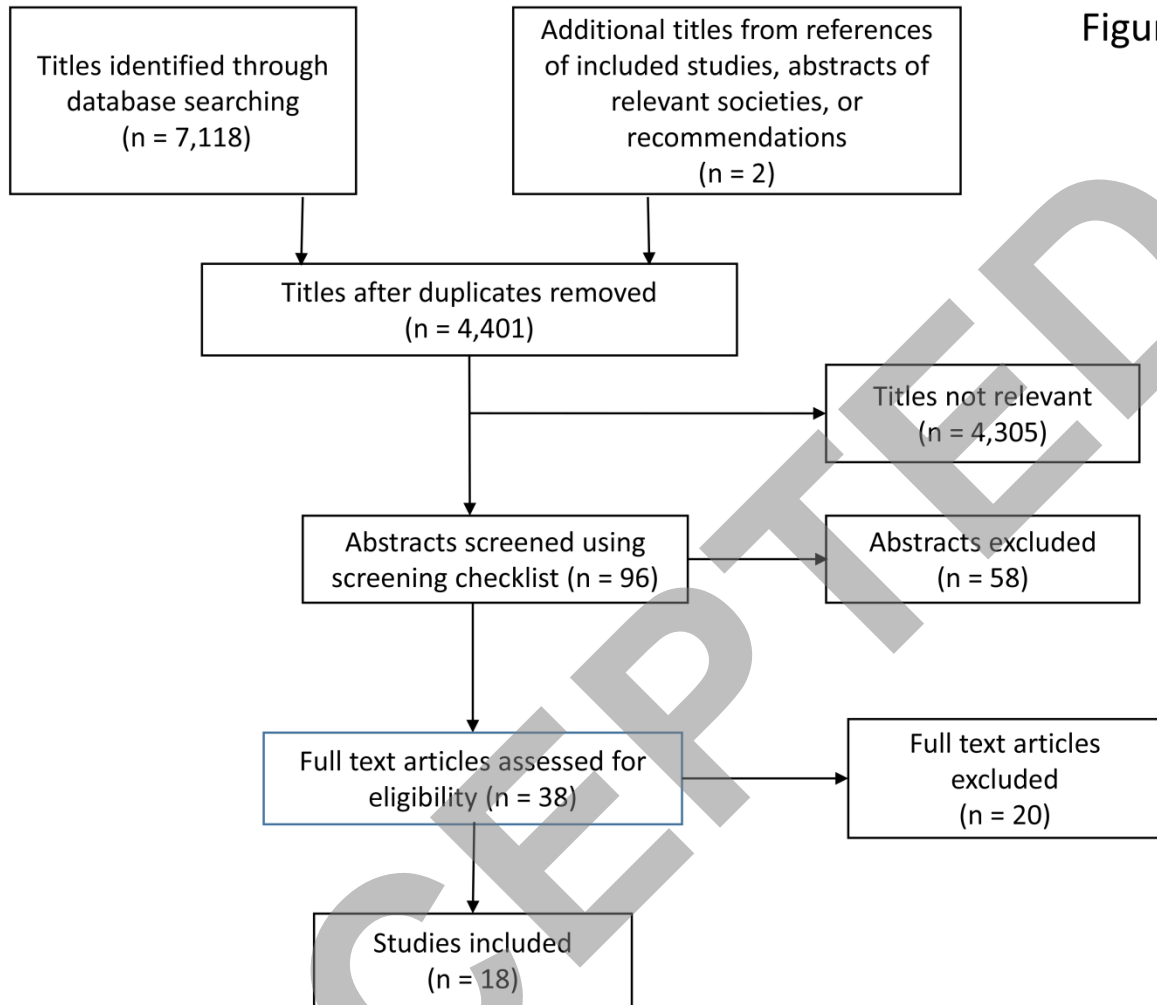 Figur
Titles identified through
database searching
(n = 7,118)
Additional titles from references
of included studies, abstracts of
relevant societies, or
recommendations
(n = 2)
Titles after duplicates removed
(n = 4,401)
Titles not relevant
(n = 4,305)
Abstracts screened using
screening checklist (n = 96)
Abstracts excluded
(n = 58)
Full text articles assessed for
eligibility (n = 38)
Full text articles
excluded
(n = 20)
Studies included
(n = 18)
CEPTED